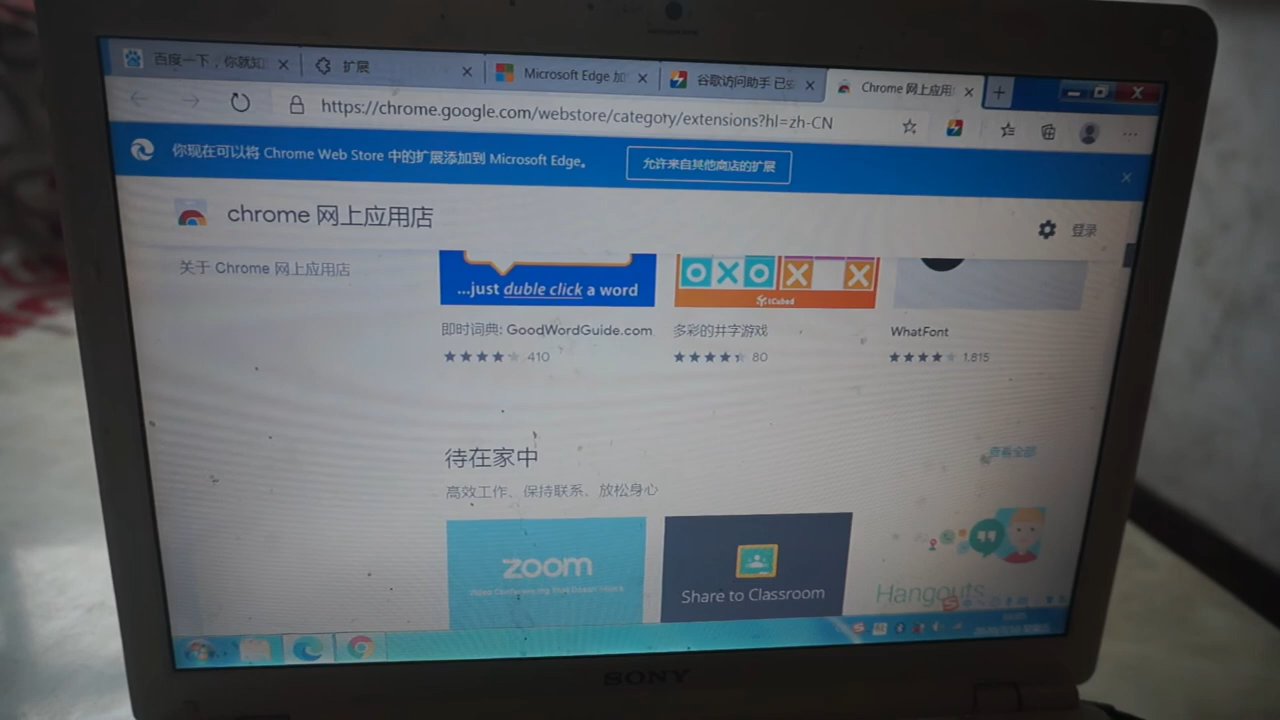 百度一下，你就知
扩展
Microsoft Edge 加
谷歌访问助手 已安
Chrome 网上应用
https://chrome.google.com/webstore/category/extensions?hl=zh-CN
你现在可以将 Chrome Web Store 中的扩展添加到 Microsoft Edge。
允许来自其他商店的扩展
chrome 网上应用店
登录
关于 Chrome 网上应用店
...just duble click a word
OXOX X
tCubed
即时词典: GoodWordGuide.com
多彩的井字游戏
WhatFont
410
80
1,815
待在家中
查看全部
高效工作、保持联系、放松身心
zoom
Share to Classroom
Hangouts
SONY